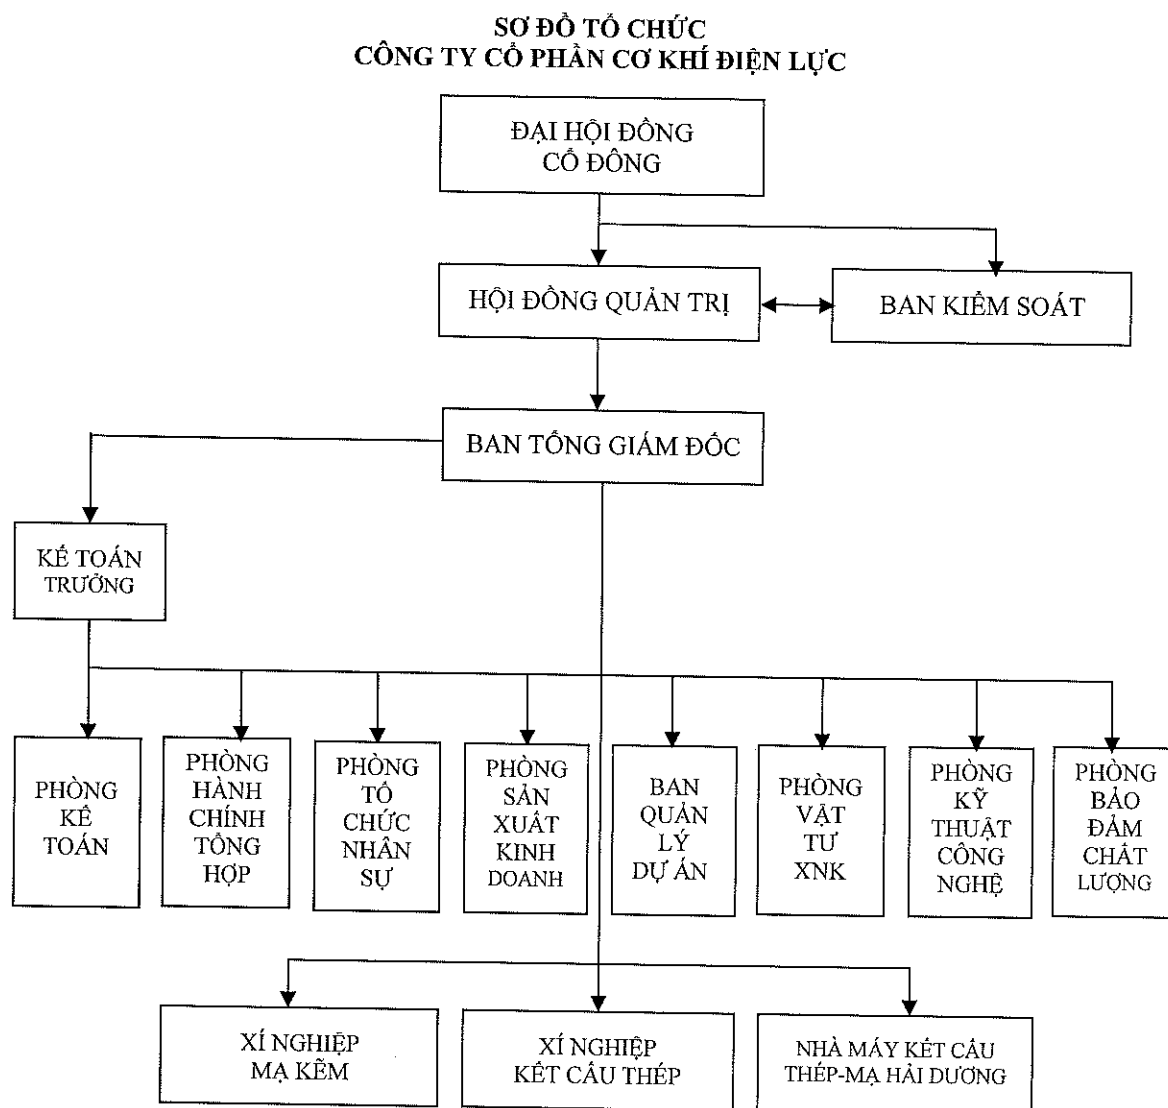 SƠ ĐỒ TỔ CHỨC
CÔNG TY CỔ PHẦN CƠ KHÍ ĐIỆN LỰC
ĐẠI HỘI ĐỒNG
CỔ ĐÔNG
HỘI ĐỒNG QUẢN TRỊ
BAN KIỂM SOÁT
BAN TỔNG GIÁM ĐỐC
KẾ TOÁN
TRƯỞNG
PHÒNG
KẾ
TOÁN
PHÒNG
HÀNH
CHÍNH
TỔNG
HỢP
PHÒNG
TỔ
CHỨC
NHÂN
SỰ
PHÒNG
SẢN
XUẤT
KINH
DOANH
BAN
QUẢN
LÝ
DỰ ÁN
PHÒNG
VẬT
TƯ
XNK
PHÒNG
KỸ
THUẬT
CÔNG
NGHỆ
PHÒNG
BẢO
ĐẢM
CHẤT
LƯỢNG
XÍ NGHIỆP
MẠ KẼM
XÍ NGHIỆP
KẾT CẤU THÉP
NHÀ MÁY KẾT CẤU
THÉP-MẠ HẢI DƯƠNG